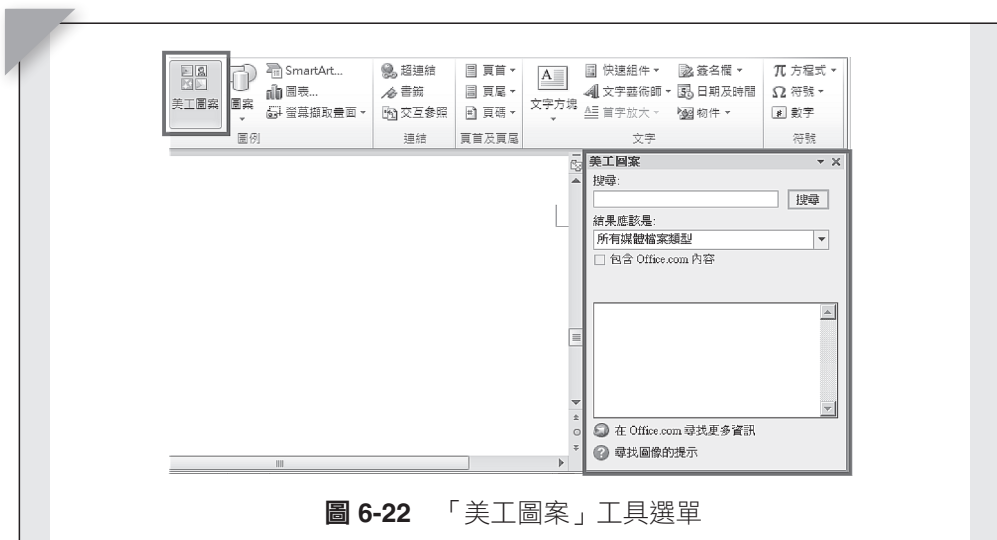 美工圖案
圖案
SmartArt...
圖表...
螢幕擷取畫面
圖例
超連結
書籤
交互參照
連結
頁首
頁尾
頁碼
頁首及頁尾
文字方塊
快速組件
文字藝術師
首字放大
簽名欄
日期及時間
物件
文字
方程式
符號
數字
符號
美工圖案
搜尋:
搜尋
結果應該是:
所有媒體檔案類型
包含 Office.com 內容
在 Office.com 尋找更多資訊
尋找圖像的提示
圖 6-22 「美工圖案」工具選單